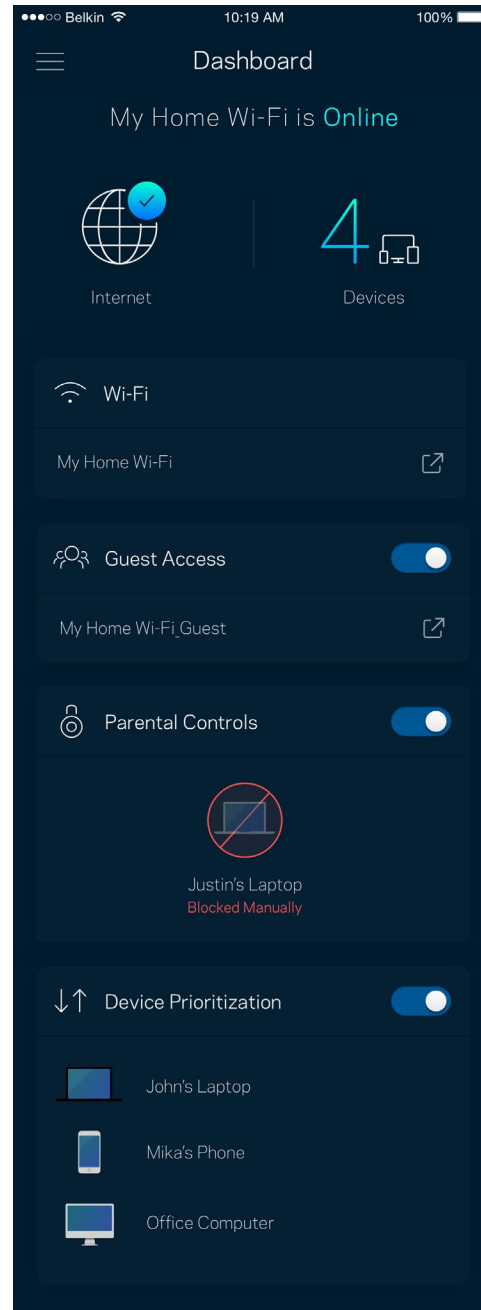 Belkin 10:19 AM 100%
Dashboard
My Home Wi-Fi is Online
4
Internet Devices
Wi-Fi
My Home Wi-Fi
Guest Access
My Home Wi-Fi_Guest
Parental Controls
Justin's Laptop
Blocked Manually
Device Prioritization
John's Laptop
Mika's Phone
Office Computer